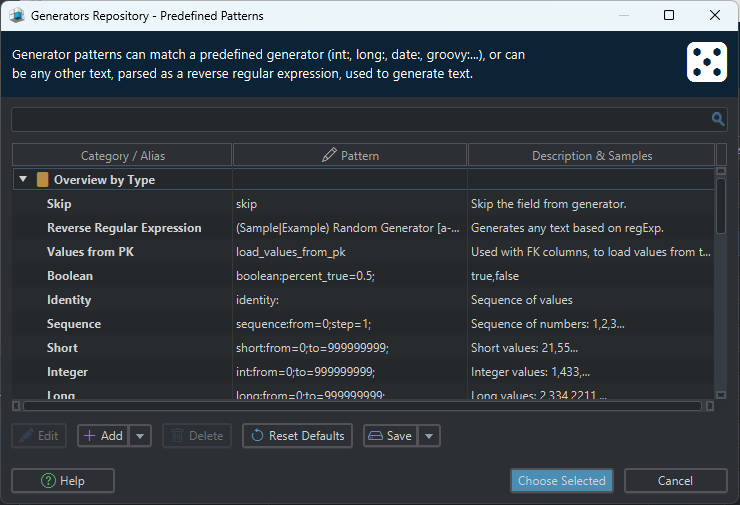 Generators Repository - Predefined Patterns
Generator patterns can match a predefined generator (int:, long:, date:, groovy:...), or can
be any other text, parsed as a reverse regular expression, used to generate text.
Category / Alias Pattern Description & Samples
Overview by Type
Skip skip Skip the field from generator.
Reverse Regular Expression (Sample|Example) Random Generator [a-... Generates any text based on regExp.
Values from PK load_values_from_pk Used with FK columns, to load values from t...
Boolean boolean:percent_true=0.5; true,false
Identity identity: Sequence of values
Sequence sequence:from=0;step=1; Sequence of numbers: 1,2,3...
Short short:from=0;to=999999999; Short values: 21,55...
Integer int:from=0;to=999999999; Integer values: 1,433,...
Long long:from=0;to=999999999; Long values: 2,334,2211,...
Edit Add Delete Reset Defaults Save
Help Choose Selected Cancel